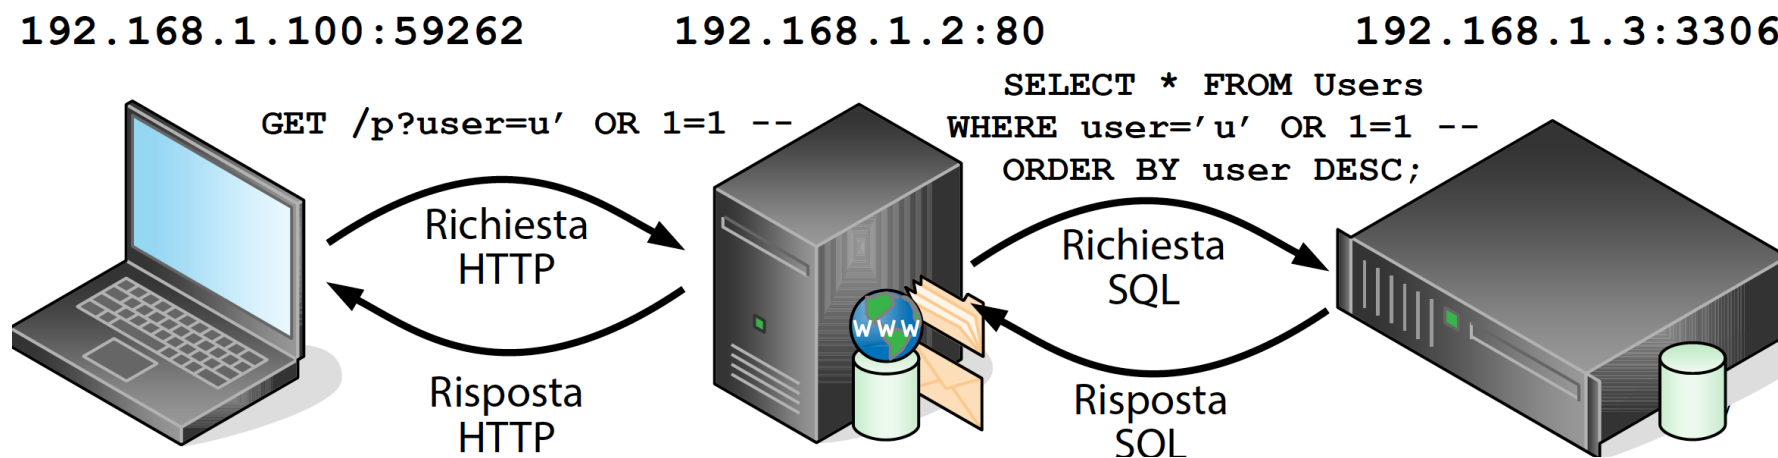 192.168.1.100:59262
192.168.1.2:80
192.168.1.3:3306
GET /p?user=u’ OR 1=1 --
SELECT * FROM Users
WHERE user=’u’ OR 1=1 --
ORDER BY user DESC;
Richiesta
HTTP
Richiesta
SQL
WWW
Risposta
HTTP
Risposta
SQL